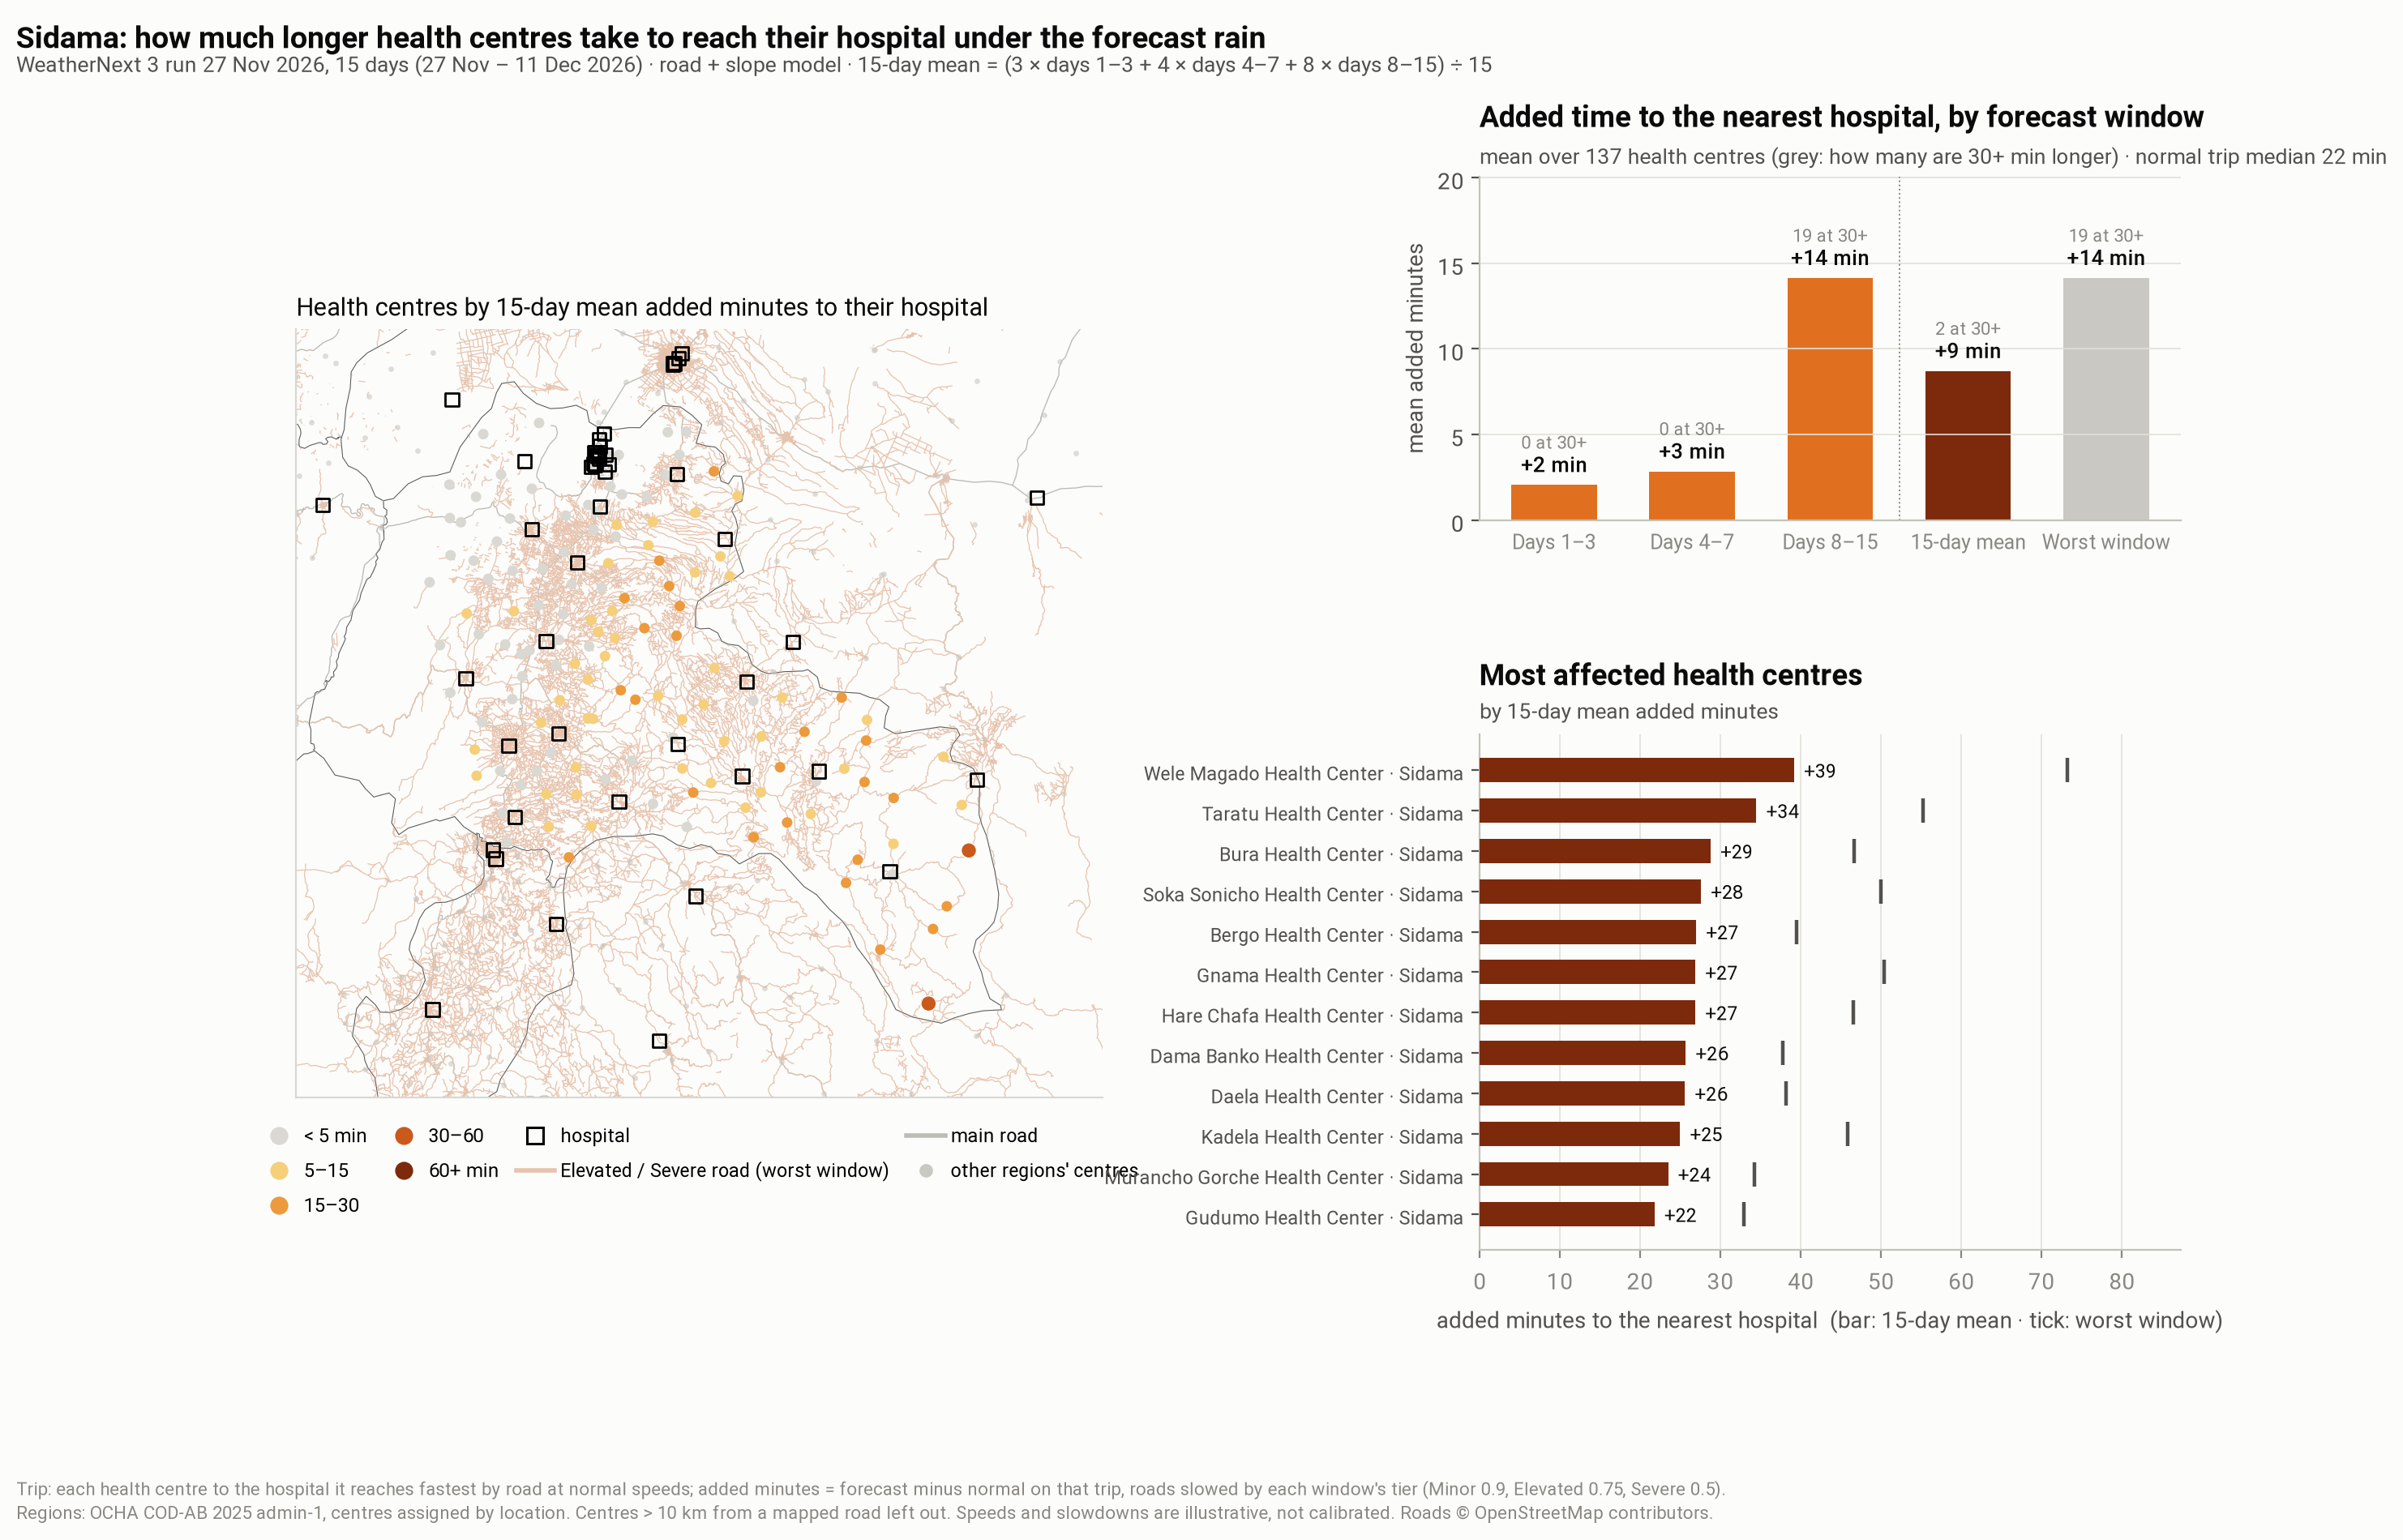 Sidama: how much longer health centres take to reach their hospital under the forecast rain
WeatherNext 3 run 27 Nov 2026, 15 days (27 Nov – 11 Dec 2026) · road + slope model · 15-day mean = (3 × days 1–3 + 4 × days 4–7 + 8 × days 8–15) ÷ 15
Health centres by 15-day mean added minutes to their hospital
< 5 min
30–60
hospital
main road
5–15
60+ min
Elevated / Severe road (worst window)
other regions' centres
15–30
Added time to the nearest hospital, by forecast window
mean over 137 health centres (grey: how many are 30+ min longer) · normal trip median 22 min
mean added minutes
20
15
10
5
0
0 at 30+
+2 min
0 at 30+
+3 min
19 at 30+
+14 min
2 at 30+
+9 min
19 at 30+
+14 min
Days 1–3
Days 4–7
Days 8–15
15-day mean
Worst window
Most affected health centres
by 15-day mean added minutes
Wele Magado Health Center · Sidama +39
Taratu Health Center · Sidama +34
Bura Health Center · Sidama +29
Soka Sonicho Health Center · Sidama +28
Bergo Health Center · Sidama +27
Gnama Health Center · Sidama +27
Hare Chafa Health Center · Sidama +27
Dama Banko Health Center · Sidama +26
Daela Health Center · Sidama +26
Kadela Health Center · Sidama +25
Gorche Health Center · Sidama +24
Gudumo Health Center · Sidama +22
0 10 20 30 40 50 60 70 80
added minutes to the nearest hospital (bar: 15-day mean · tick: worst window)
Trip: each health centre to the hospital it reaches fastest by road at normal speeds; added minutes = forecast minus normal on that trip, roads slowed by each window's tier (Minor 0.9, Elevated 0.75, Severe 0.5).
Regions: OCHA COD-AB 2025 admin-1, centres assigned by location. Centres > 10 km from a mapped road left out. Speeds and slowdowns are illustrative, not calibrated. Roads © OpenStreetMap contributors.